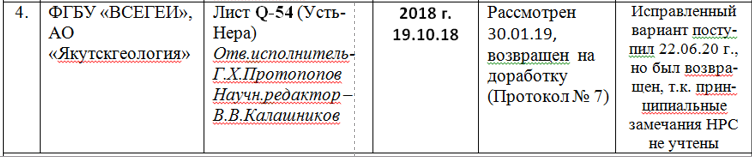 4.
ФГБУ «ВСЕГЕИ»,
АО
«Якутскгеология»
Лист Q-54 (Усть-
Нера)
Отв.исполнитель-
Г.Х.Протопопов
Научн.редактор –
В.В.Калашников
2018 г.
19.10.18
Рассмотрен
30.01.19,
возвращен на
доработку
(Протокол № 7)
Исправленный
вариант посту-
пил 22.06.20 г.,
но был возвра-
щен, т.к. прин-
ципиальные
замечания НРС
не учтены